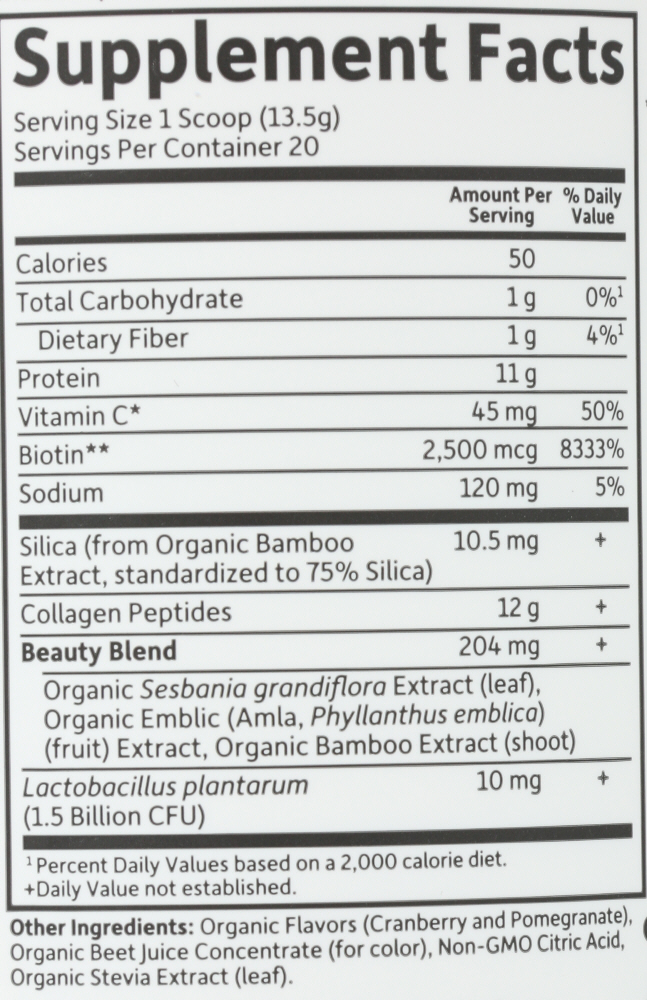 Supplement Facts
Serving Size 1 Scoop (13.5g)
Servings Per Container 20
Amount Per Serving % Daily Value
Calories 50
Total Carbohydrate 1 g 0%¹
Dietary Fiber 1 g 4%¹
Protein 11 g
Vitamin C* 45 mg 50%
Biotin** 2,500 mcg 8333%
Sodium 120 mg 5%
Silica (from Organic Bamboo 10.5 mg +
Extract, standardized to 75% Silica)
Collagen Peptides 12 g +
Beauty Blend 204 mg +
Organic Sesbania grandiflora Extract (leaf),
Organic Emblic (Amla, Phyllanthus emblica)
(fruit) Extract, Organic Bamboo Extract (shoot)
Lactobacillus plantarum 10 mg +
(1.5 Billion CFU)
¹ Percent Daily Values based on a 2,000 calorie diet.
+Daily Value not established.
Other Ingredients: Organic Flavors (Cranberry and Pomegranate),
Organic Beet Juice Concentrate (for color), Non-GMO Citric Acid,
Organic Stevia Extract (leaf).